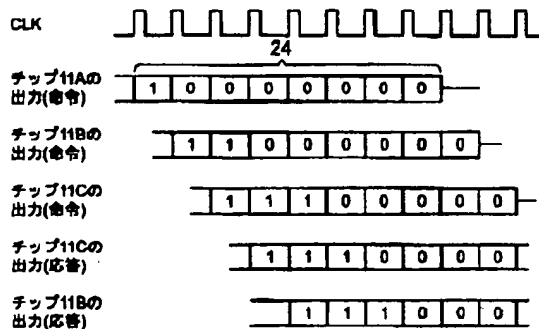 CLK
24
チップ11Aの
出力(命令)
1 0 0 0 0 0 0 0
チップ11Bの
出力(命令)
1 1 0 0 0 0 0 0
チップ11Cの
出力(命令)
1 1 1 0 0 0 0 0
チップ11Cの
出力(応答)
1 1 1 0 0 0 0
チップ11Bの
出力(応答)
1 1 1 0 0 0